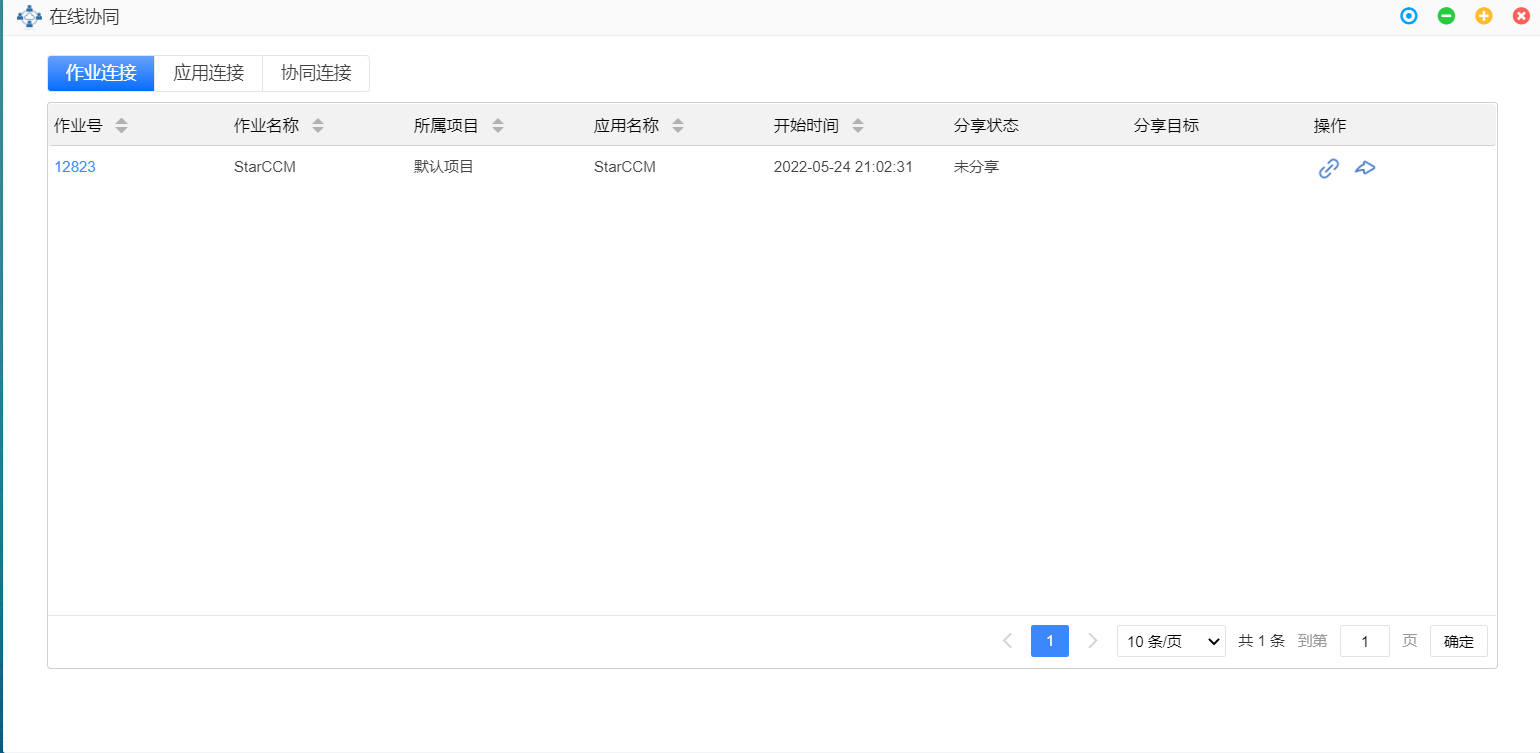 在线协同
作业连接 应用连接 协同连接
作业号 作业名称 所属项目 应用名称 开始时间 分享状态 分享目标 操作
12823 StarCCM 默认项目 StarCCM 2022-05-24 21:02:31 未分享
1 10 条/页 共 1 条 到第 1 页 确定